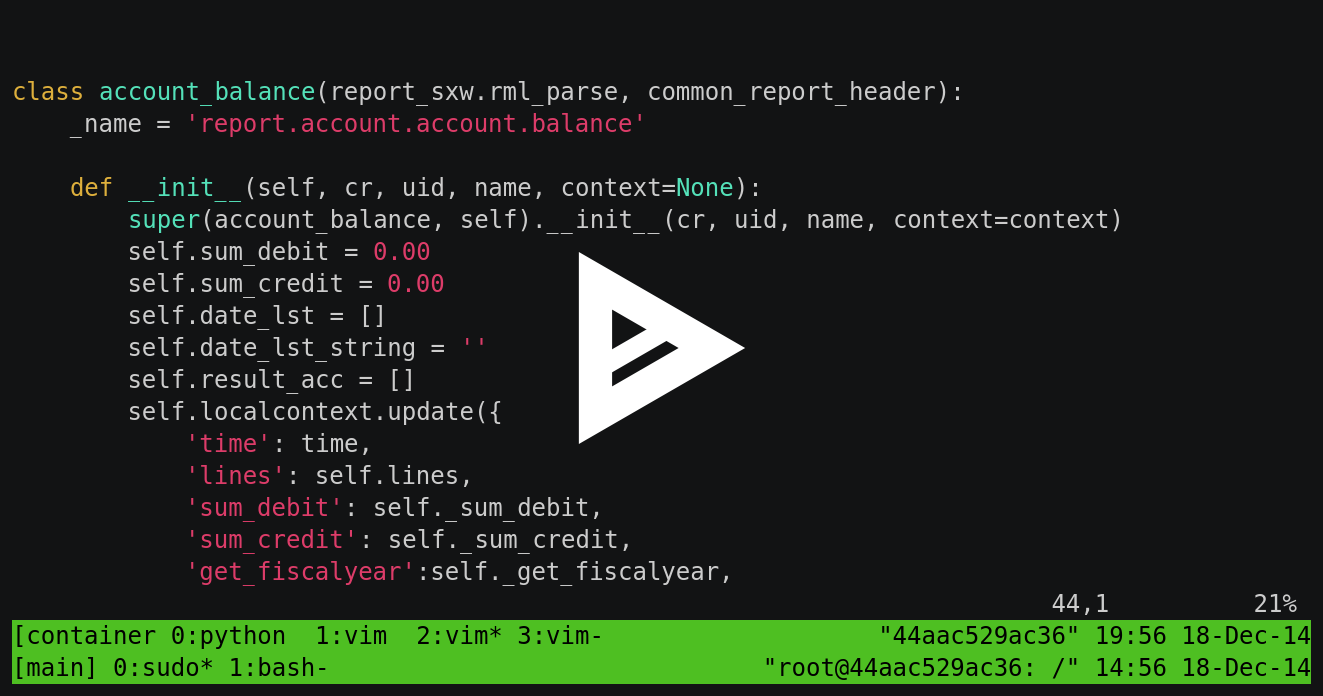 class account_balance(report_sxw.rml_parse, common_report_header):
    _name = 'report.account.account.balance'

    def __init__(self, cr, uid, name, context=None):
        super(account_balance, self).__init__(cr, uid, name, context=context)
        self.sum_debit = 0.00
        self.sum_credit = 0.00
        self.date_lst = []
        self.date_lst_string = ''
        self.result_acc = []
        self.localcontext.update({
            'time': time,
            'lines': self.lines,
            'sum_debit': self._sum_debit,
            'sum_credit': self._sum_credit,
            'get_fiscalyear':self._get_fiscalyear,
44,1          21%
[container 0:python  1:vim  2:vim* 3:vim-                   "44aac529ac36" 19:56 18-Dec-14
[main] 0:sudo* 1:bash-                              "root@44aac529ac36: /" 14:56 18-Dec-14